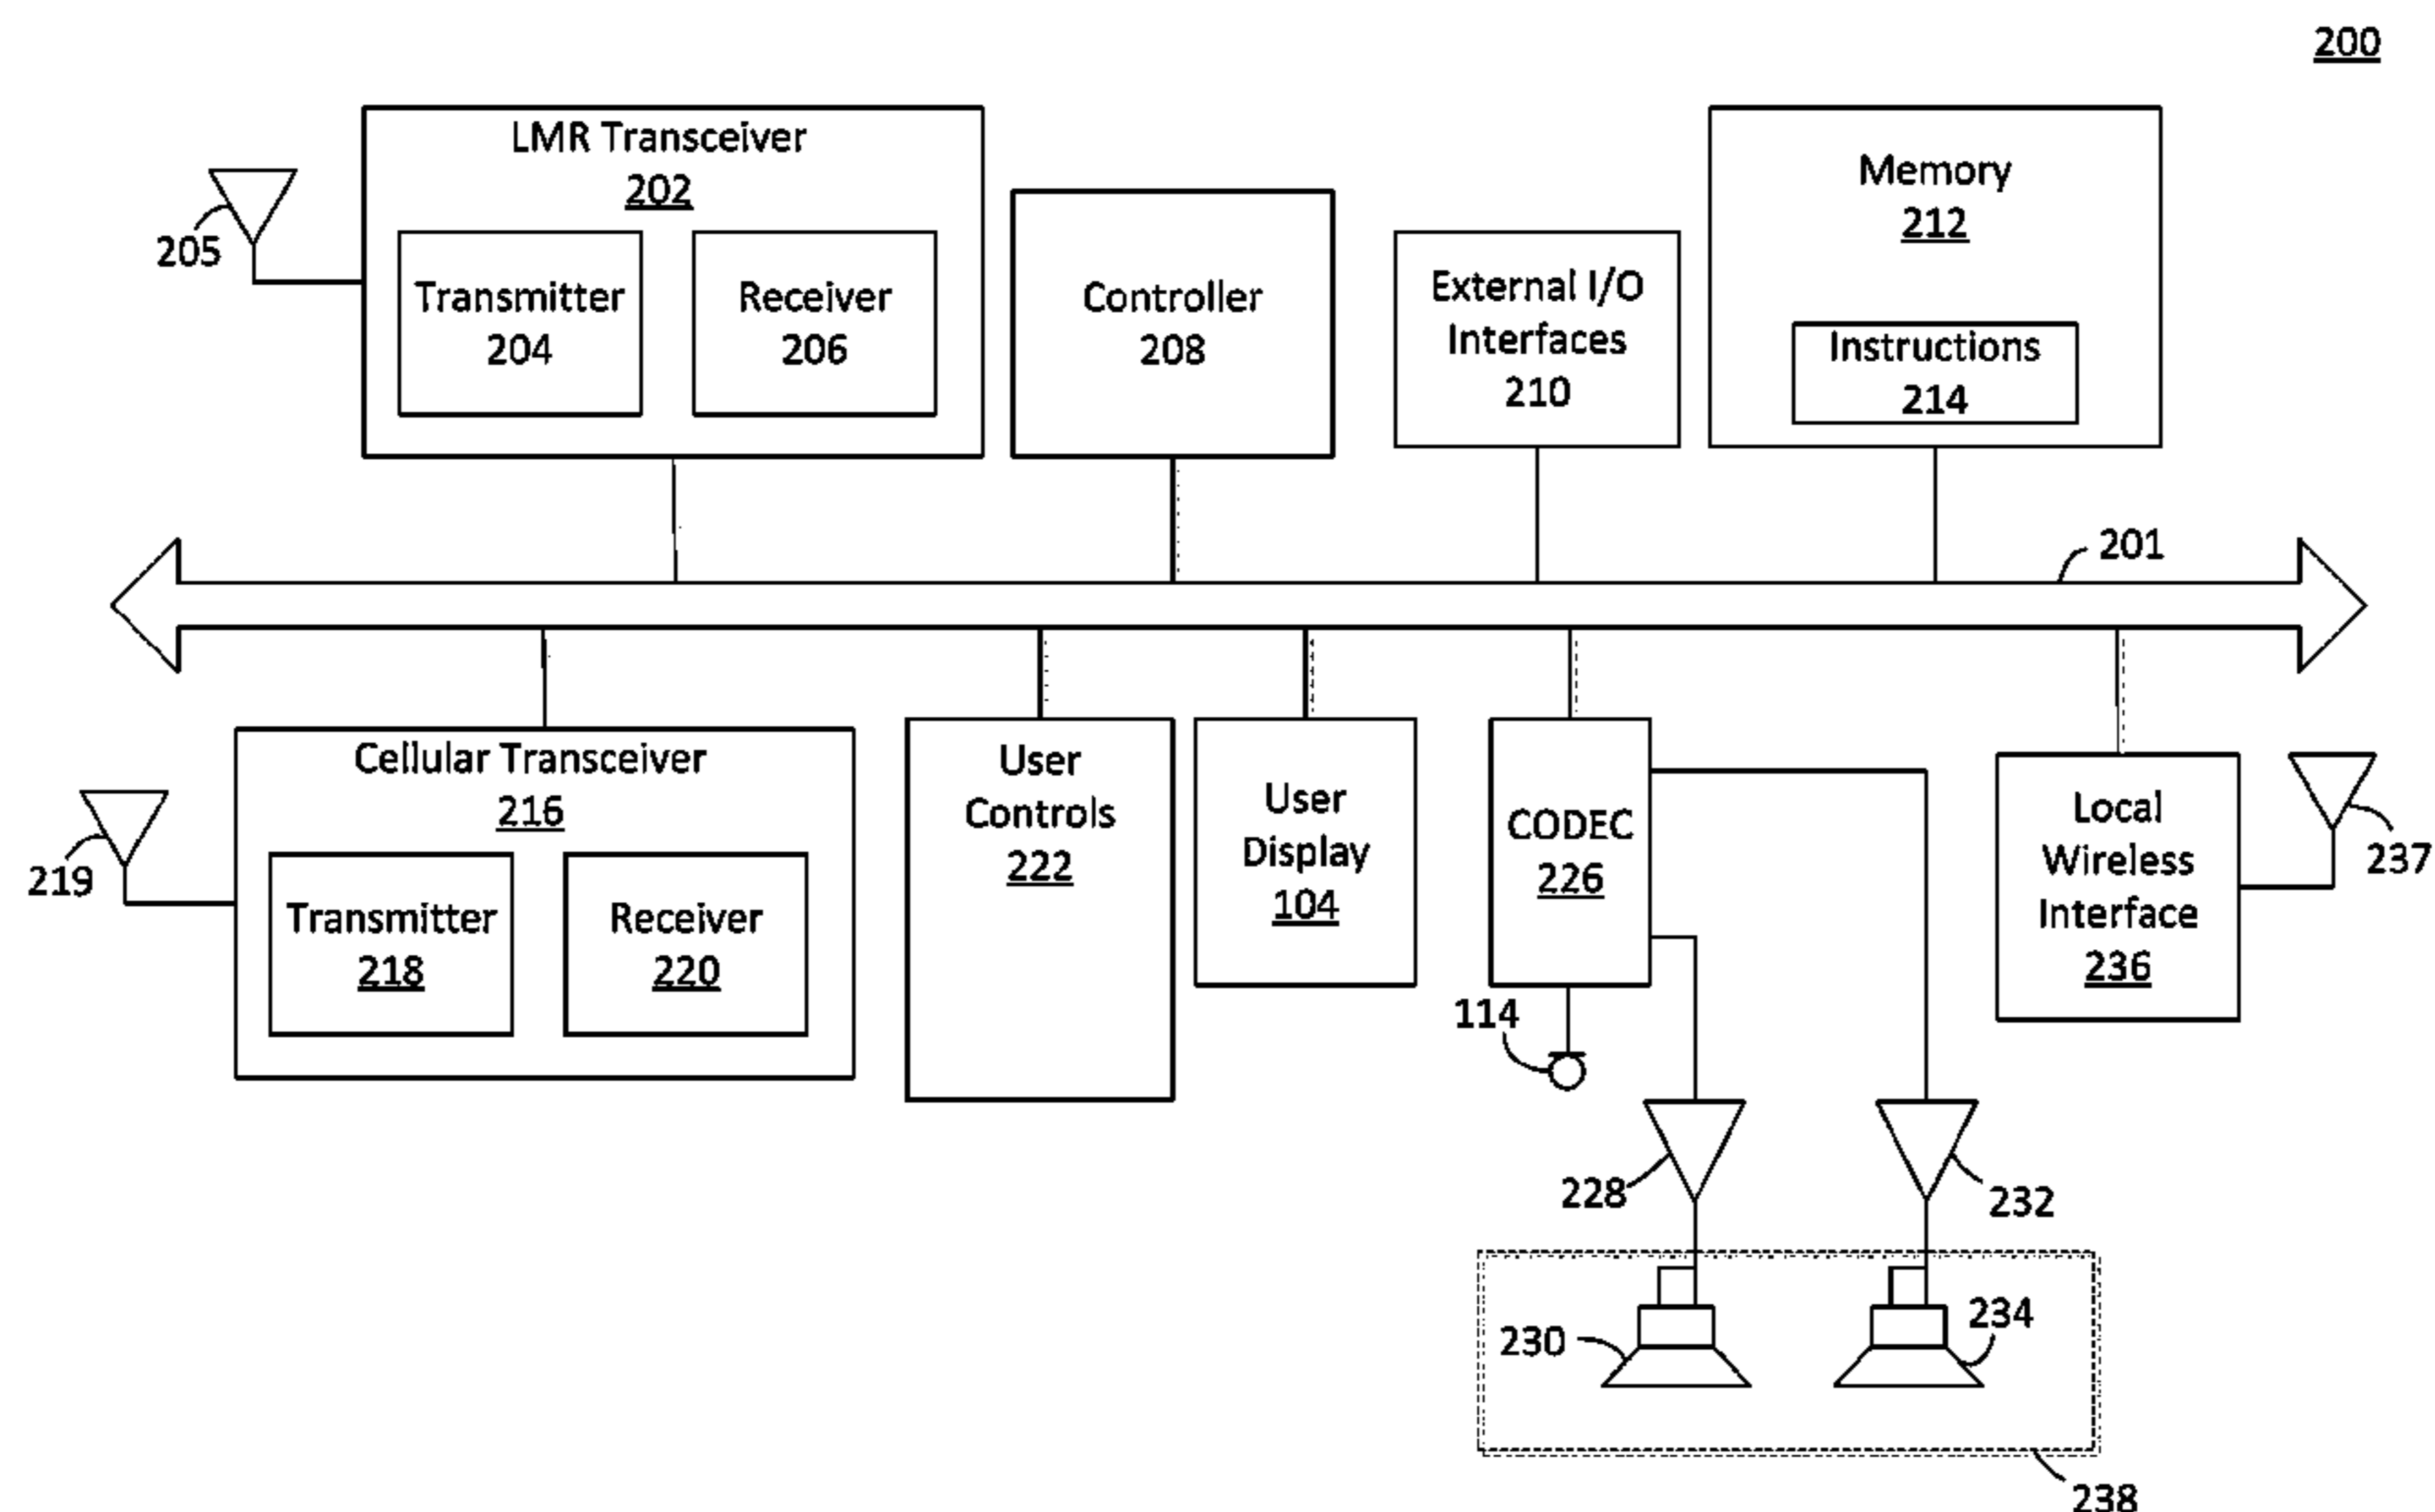 200
LMR Transceiver
202
205
Transmitter
204
Receiver
206
Controller
208
External I/O
Interfaces
210
Memory
212
Instructions
214
201
Cellular Transceiver
216
219
Transmitter
218
Receiver
220
User
Controls
222
User
Display
104
CODEC
226
114
Local
Wireless
Interface
236
237
228
232
230
234
238